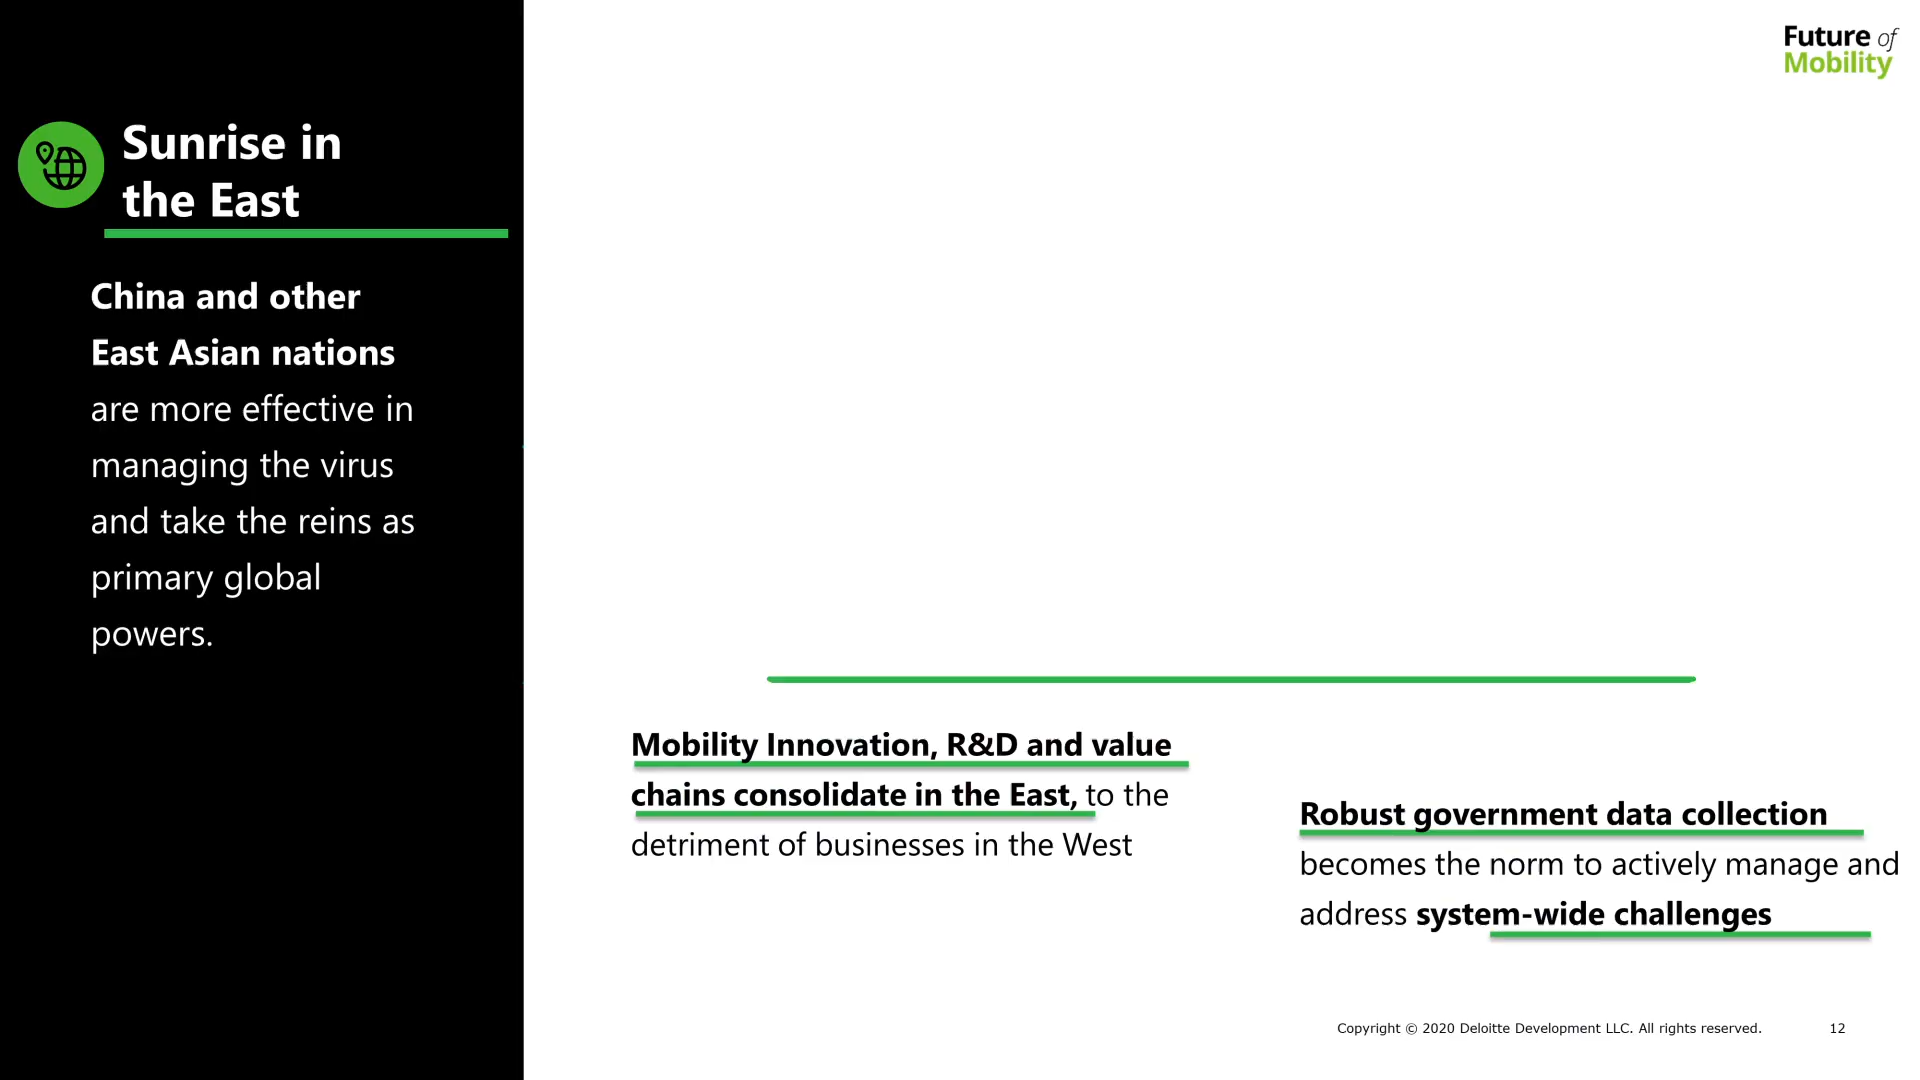 Future of
Mobility
Sunrise in
the East
China and other
East Asian nations
are more effective in
managing the virus
and take the reins as
primary global
powers.
Mobility Innovation, R&D and value
chains consolidate in the East, to the
detriment of businesses in the West
Robust government data collection
becomes the norm to actively manage and
address system-wide challenges
Copyright © 2020 Deloitte Development LLC. All rights reserved. 12